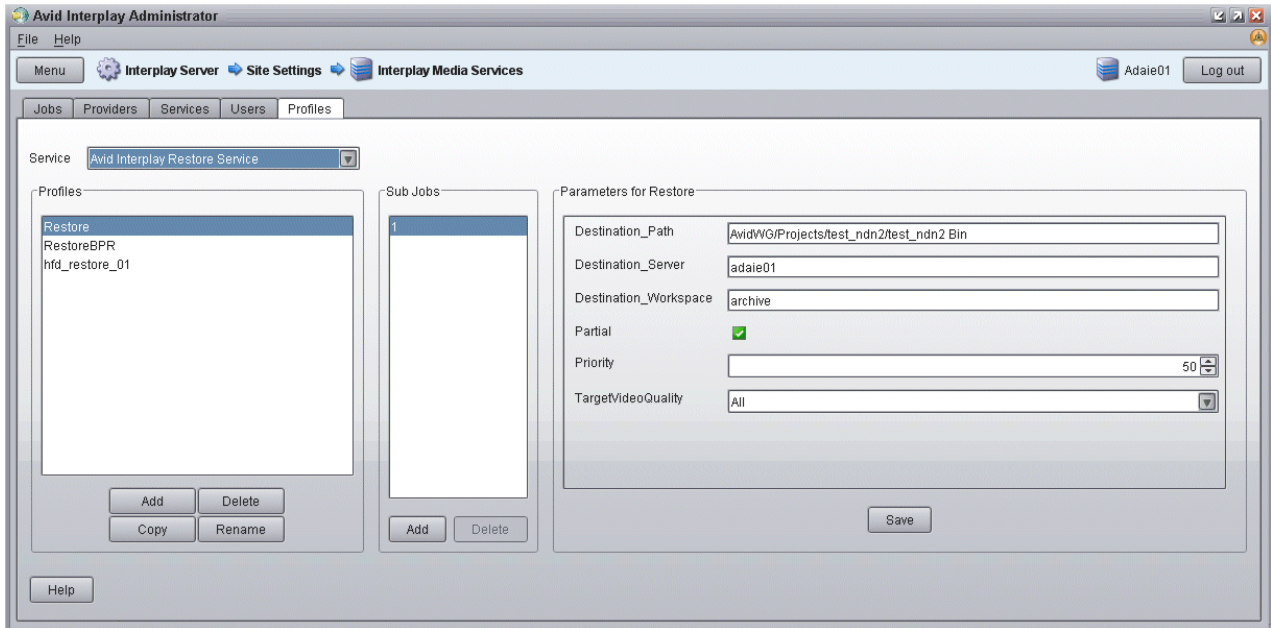 Avid Interplay Administrator
File Help
Menu Interplay Server Site Settings Interplay Media Services Adaie01 Log out
Jobs Providers Services Users Profiles
Service Avid Interplay Restore Service
Profiles
Restore
RestoreBPR
hfd_restore_01
Add Delete
Copy Rename
Sub Jobs
1
Add Delete
Parameters for Restore
Destination_Path AvidWG/Projects/test_ndn2/test_ndn2 Bin
Destination_Server adaie01
Destination_Workspace archive
Partial
Priority 50
TargetVideoQuality All
Save
Help